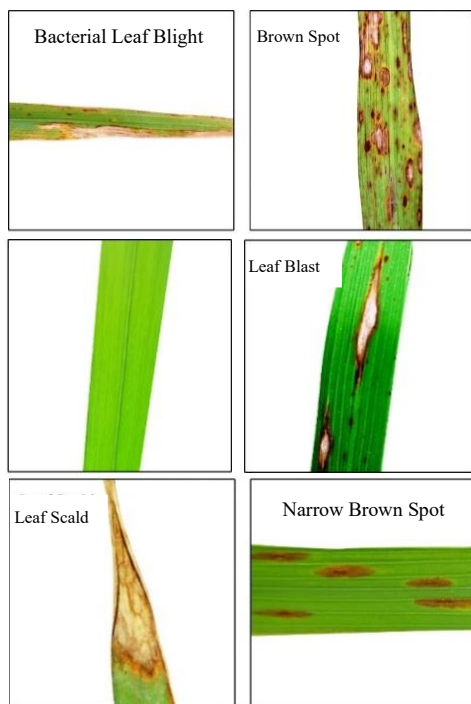 Bacterial Leaf Blight
Brown Spot
Leaf Blast
Leaf Scald
Narrow Brown Spot